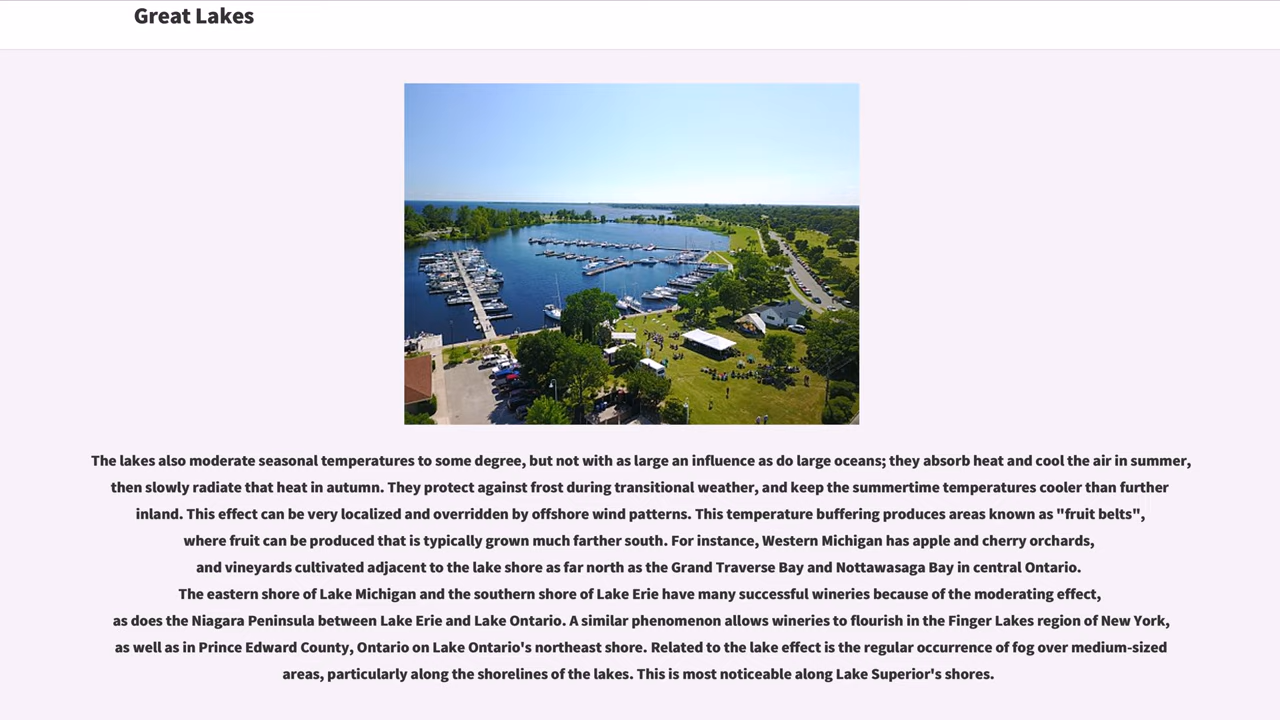 Great Lakes
The lakes also moderate seasonal temperatures to some degree, but not with as large an influence as do large oceans; they absorb heat and cool the air in summer,
then slowly radiate that heat in autumn. They protect against frost during transitional weather, and keep the summertime temperatures cooler than further
inland. This effect can be very localized and overridden by offshore wind patterns. This temperature buffering produces areas known as "fruit belts",
where fruit can be produced that is typically grown much farther south. For instance, Western Michigan has apple and cherry orchards,
and vineyards cultivated adjacent to the lake shore as far north as the Grand Traverse Bay and Nottawasaga Bay in central Ontario.
The eastern shore of Lake Michigan and the southern shore of Lake Erie have many successful wineries because of the moderating effect,
as does the Niagara Peninsula between Lake Erie and Lake Ontario. A similar phenomenon allows wineries to flourish in the Finger Lakes region of New York,
as well as in Prince Edward County, Ontario on Lake Ontario's northeast shore. Related to the lake effect is the regular occurrence of fog over medium-sized
areas, particularly along the shorelines of the lakes. This is most noticeable along Lake Superior's shores.